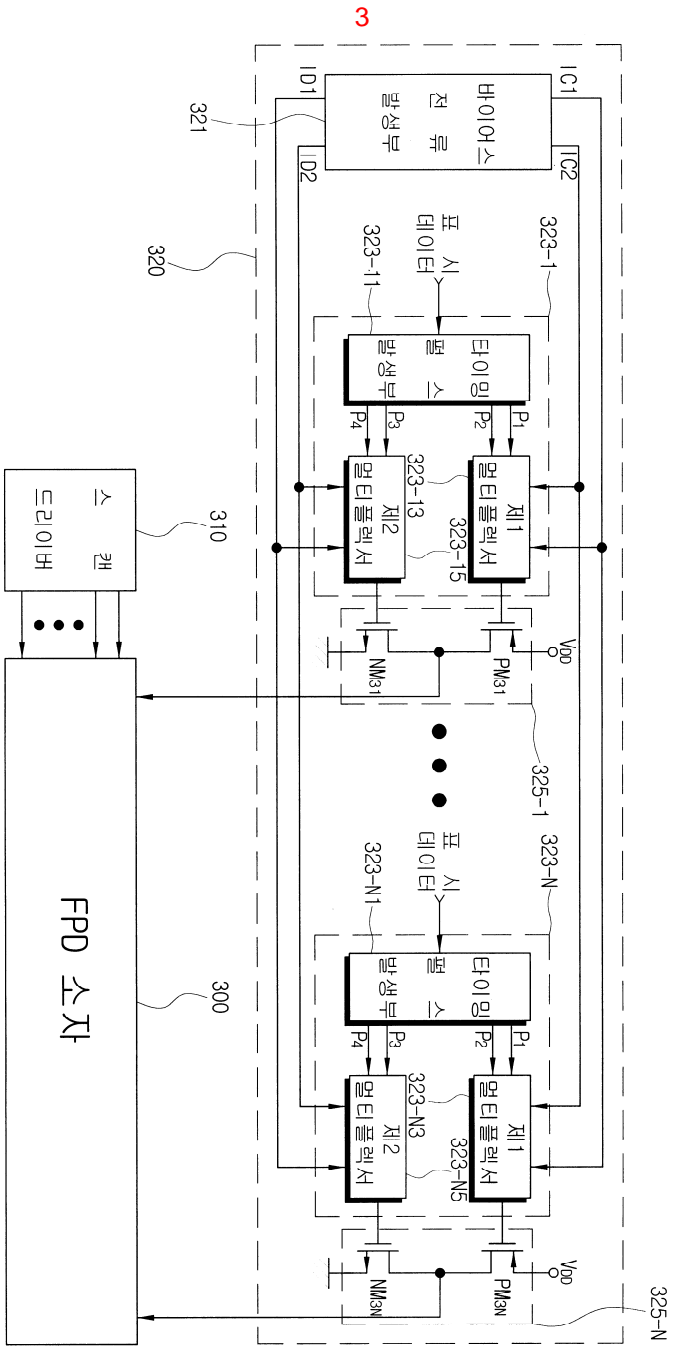 3
320
321
바이어스
전 류
발생부
IC1
IC2
ID1
ID2
323-1
표 시
데이터
323-11
타이밍
펄 스
발생부
P1
P2
P3
P4
제1
멀티플렉서
323-13
제2
멀티플렉서
323-15
VDD
PM31
NM31
325-1
323-N
표 시
데이터
323-N1
타이밍
펄 스
발생부
P1
P2
P3
P4
제1
멀티플렉서
323-N3
제2
멀티플렉서
323-N5
VDD
PM3N
NM3N
325-N
스 캔
드라이버
310
FPD 소자
300